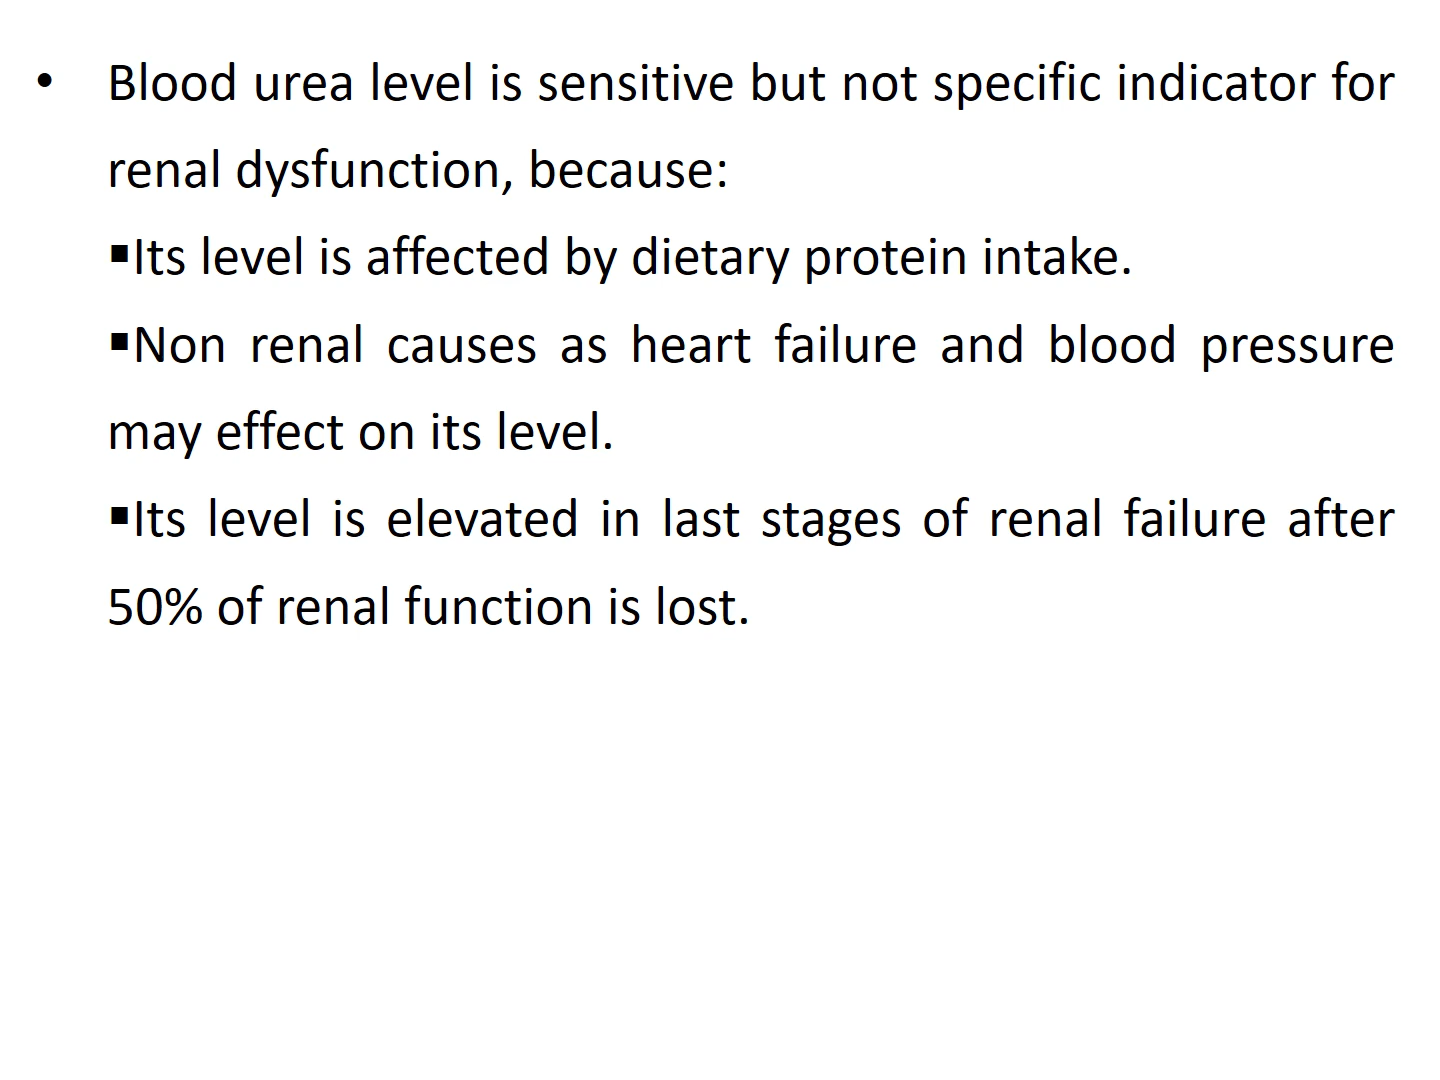 • Blood urea level is sensitive but not specific indicator for
renal dysfunction, because:
▪Its level is affected by dietary protein intake.
▪Non renal causes as heart failure and blood pressure
may effect on its level.
▪Its level is elevated in last stages of renal failure after
50% of renal function is lost.